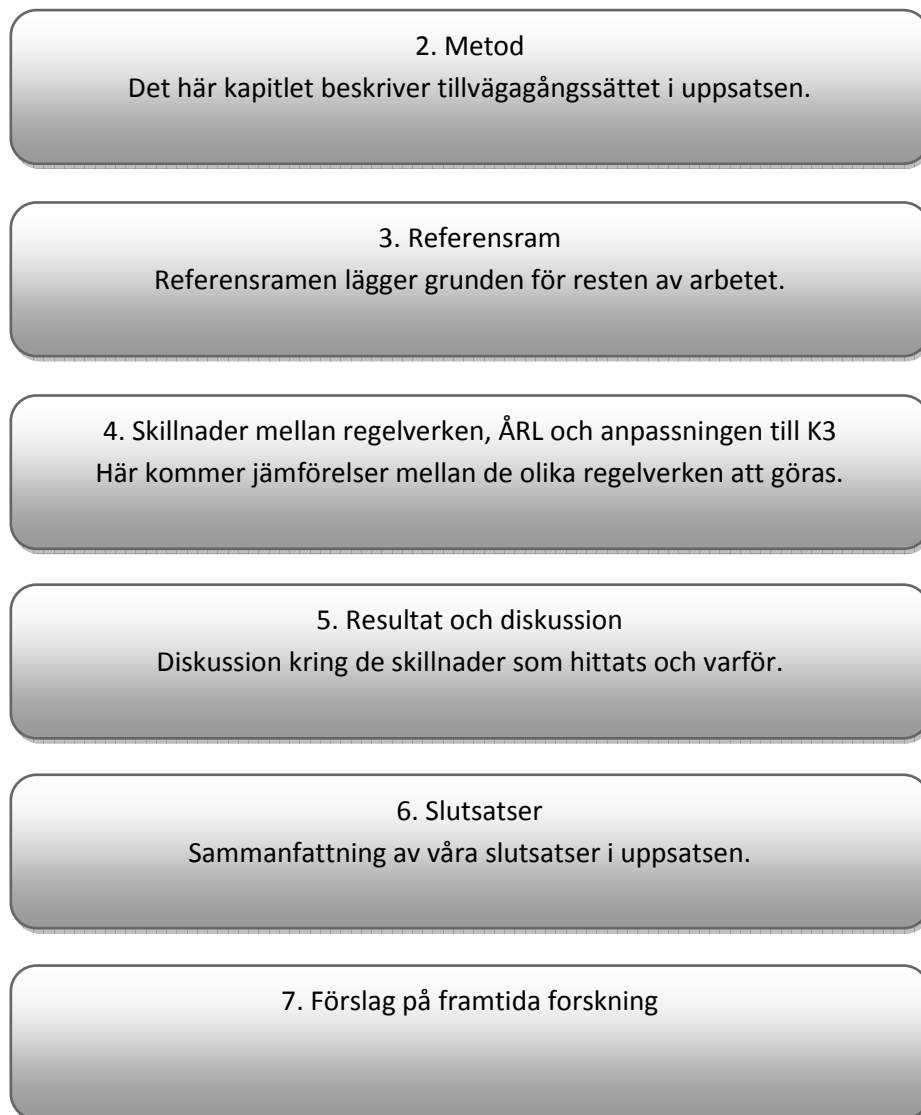 2. Metod
Det här kapitlet beskriver tillvägagångssättet i uppsatsen.
3. Referensram
Referensramen lägger grunden för resten av arbetet.
4. Skillnader mellan regelverken, ÅRL och anpassningen till K3
Här kommer jämförelser mellan de olika regelverken att göras.
5. Resultat och diskussion
Diskussion kring de skillnader som hittats och varför.
6. Slutsatser
Sammanfattning av våra slutsatser i uppsatsen.
7. Förslag på framtida forskning